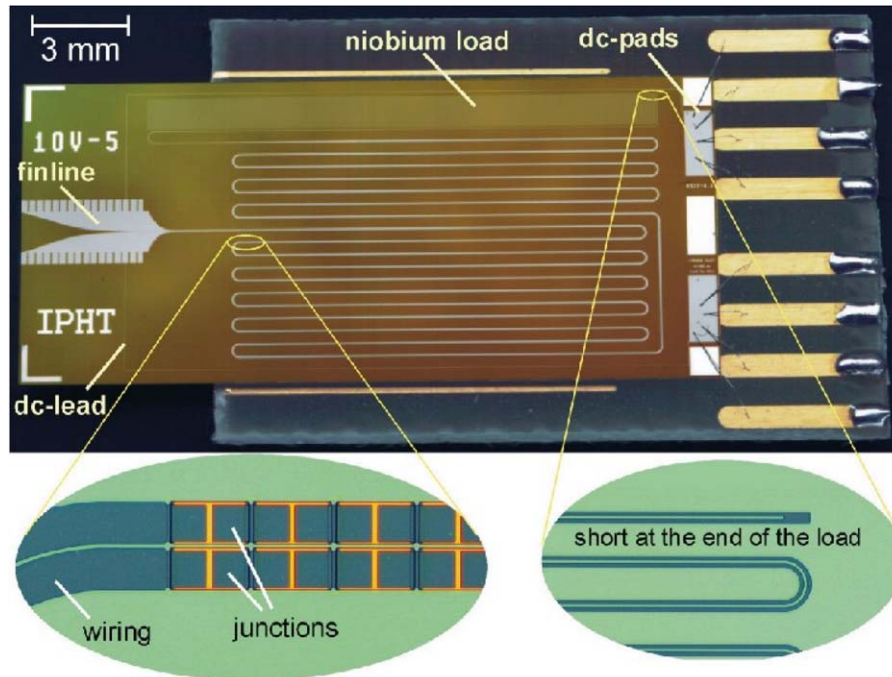 3 mm
niobium load
dc-pads
10V-5
finline
IPHT
dc-lead
short at the end of the load
wiring
junctions